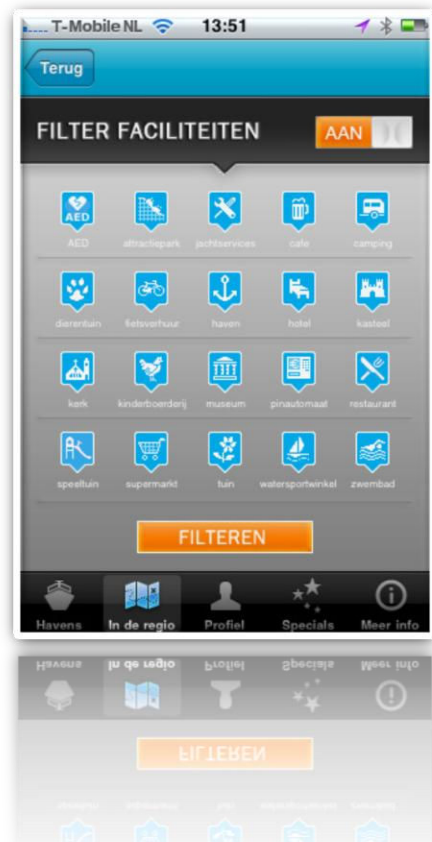 T-Mobile NL 13:51
Terug
FILTER FACILITEITEN AAN
AED
AED attractiepark jachtservices cafe camping
dierentuin fietsverhuur haven hotel kasteel
kerk kinderboerderij museum pinautomaat restaurant
speeltuin supermarkt tuin watersportwinkel zwembad
FILTEREN
Havens In de regio Profiel Specials Meer info